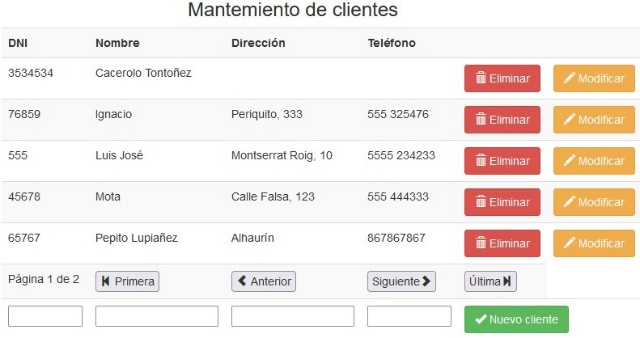 Mantemiento de clientes
DNI Nombre Dirección Teléfono
3534534 Cacerolo Tontoñez Eliminar Modificar
76859 Ignacio Periquito, 333 555 325476 Eliminar Modificar
555 Luis José Montserrat Roig, 10 5555 234233 Eliminar Modificar
45678 Mota Calle Falsa, 123 555 444333 Eliminar Modificar
65767 Pepito Lupiañez Alhaurín 867867867 Eliminar Modificar
Página 1 de 2 Primera Anterior Siguiente Última
Nuevo cliente